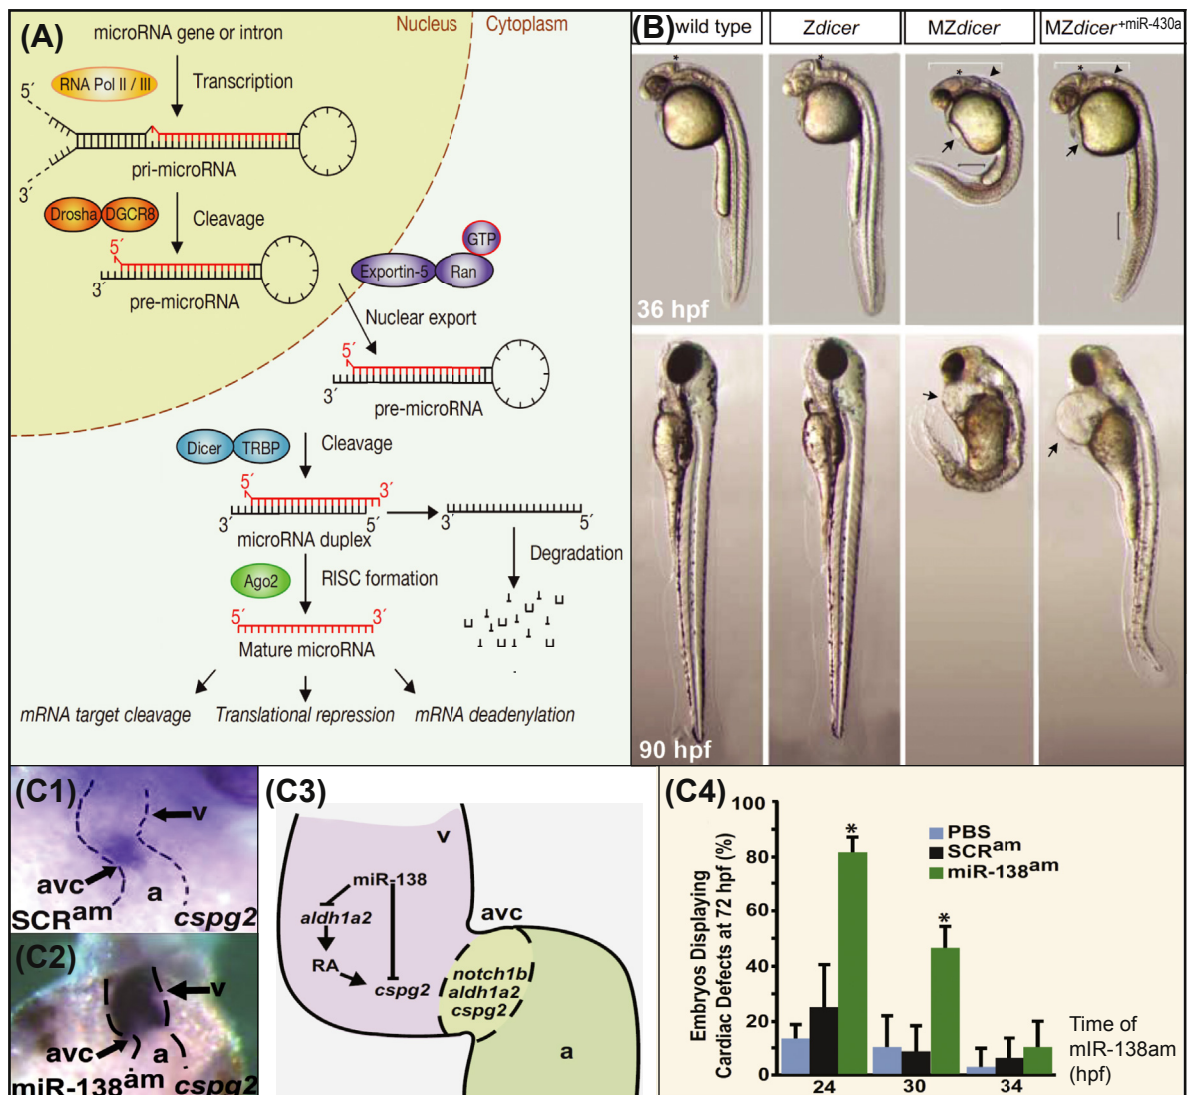 (A)
Nucleus
Cytoplasm
microRNA gene or intron
RNA Pol II / III
Transcription
5´
3´
pri-microRNA
Drosha
DGCR8
Cleavage
5´
3´
pre-microRNA
GTP
Exportin-5
Ran
Nuclear export
5´
3´
pre-microRNA
Dicer
TRBP
Cleavage
5´
3´
3´
5´
microRNA duplex
3´
5´
Degradation
Ago2
RISC formation
5´
3´
Mature microRNA
mRNA target cleavage
Translational repression
mRNA deadenylation
(B)
wild type
Zdicer
MZdicer
MZdicer+miR-430a
*
*
*
*
36 hpf
90 hpf
(C1)
v
avc
a
SCRam
cspg2
(C2)
v
avc
a
miR-138am
cspg2
(C3)
v
miR-138
aldh1a2
RA
cspg2
avc
notch1b
aldh1a2
cspg2
a
(C4)
Embryos Displaying
Cardiac Defects at 72 hpf (%)
100
80
60
40
20
0
*
*
PBS
SCRam
miR-138am
24
30
34
Time of
mIR-138am
(hpf)